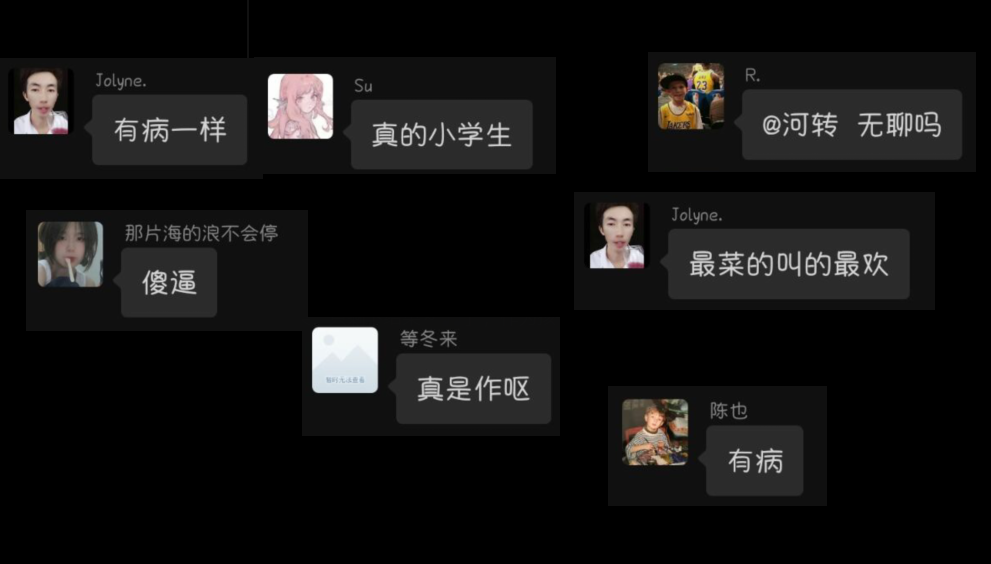 Jolyne.
有病一样
Su
真的小学生
R.
@河转 无聊吗
那片海的浪不会停
傻逼
Jolyne.
最菜的叫的最欢
等冬来
真是作呕
陈也
有病